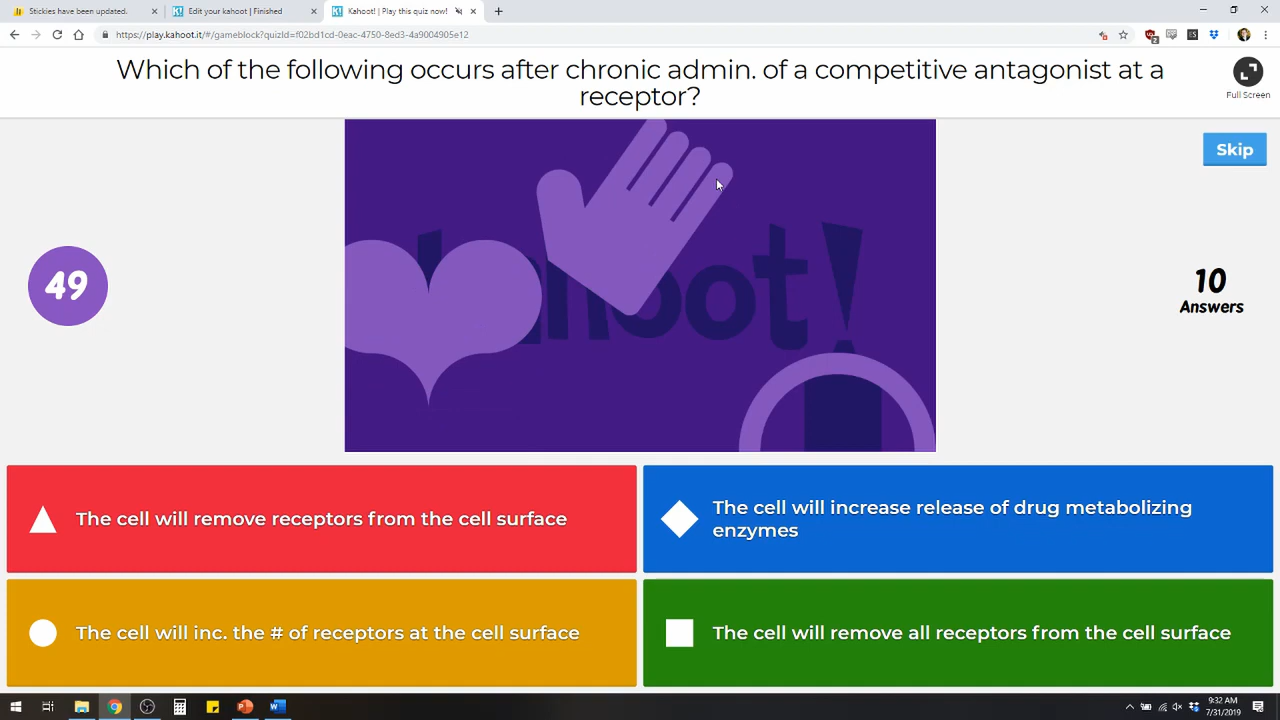 Stickies have been updated.
Edit your kahoot | Finished
Kahoot! | Play this quiz now!
https://play.kahoot.it/#/gameblock?quizId=f02bd1cd-0eac-4750-8ed3-4a9004905e12
Which of the following occurs after chronic admin. of a competitive antagonist at a
receptor?
Full Screen
Skip
Kahoot!
49
10
Answers
The cell will remove receptors from the cell surface
The cell will increase release of drug metabolizing
enzymes
The cell will inc. the # of receptors at the cell surface
The cell will remove all receptors from the cell surface
9:32 AM
7/31/2019